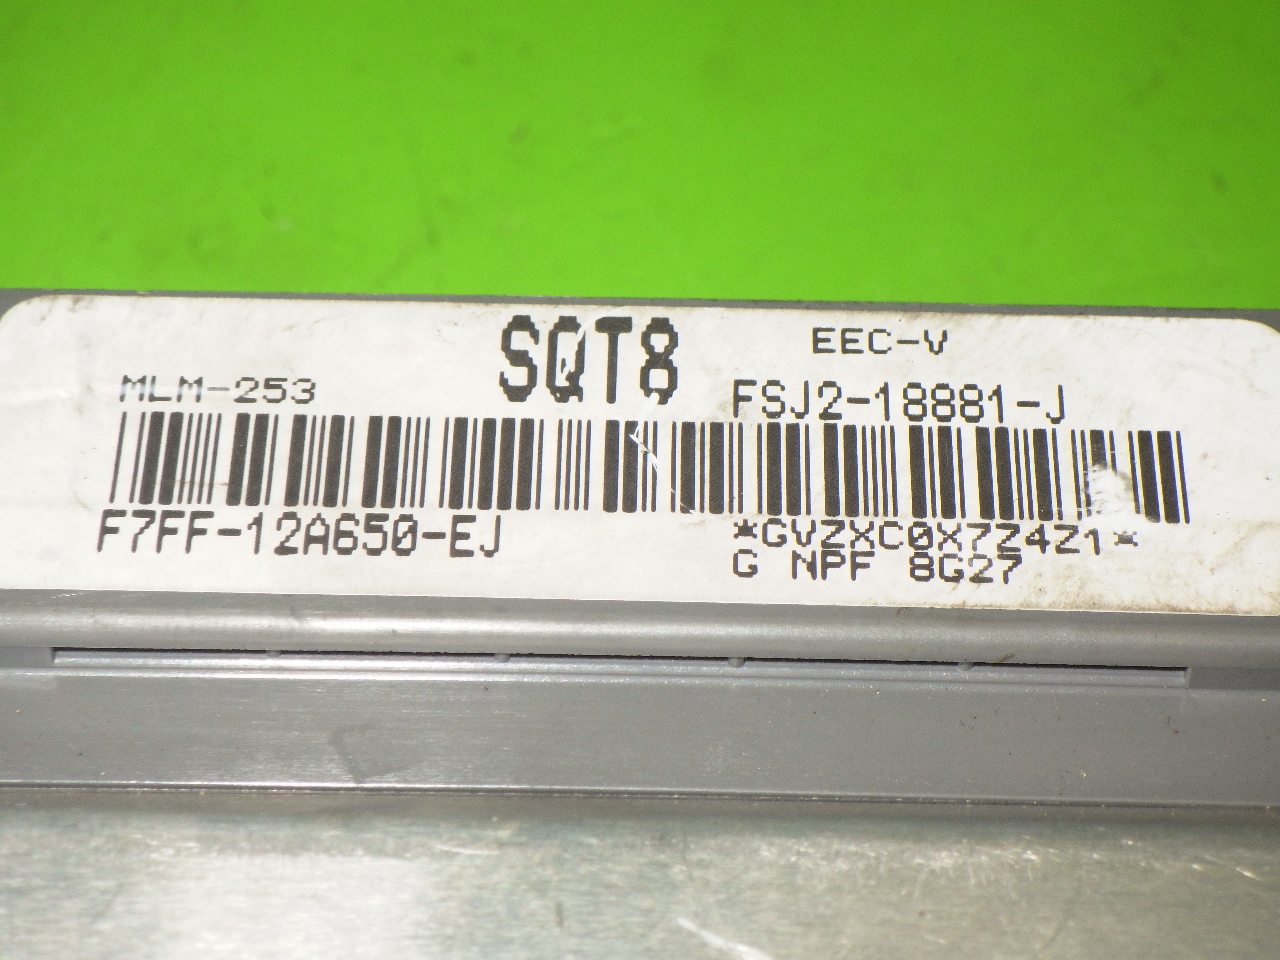 SQT8
EEC-V
MLM-253
FSJ2-18881-J
F7FF-12A650-EJ
*GVZXC0X7Z4Z1*
G NPF 8G27